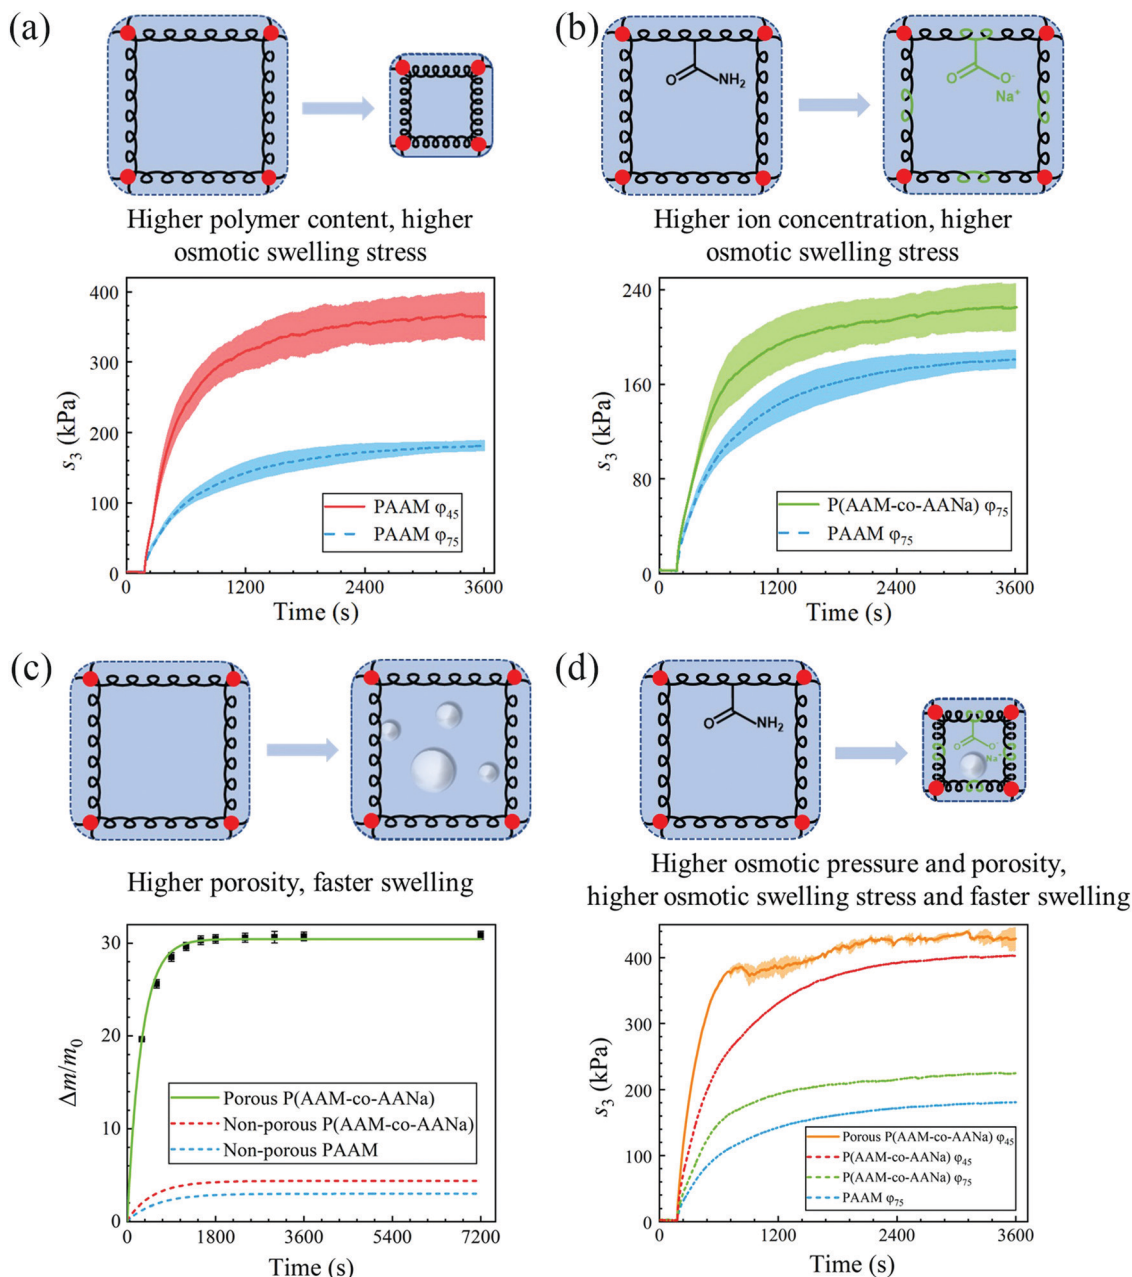 (a)
Higher polymer content, higher
osmotic swelling stress
400
300
200
100
0
s3 (kPa)
PAAM φ45
PAAM φ75
0 1200 2400 3600
Time (s)
(b)
O NH2
O O-
Na+
Higher ion concentration, higher
osmotic swelling stress
240
160
80
0
s3 (kPa)
P(AAM-co-AANa) φ75
PAAM φ75
0 1200 2400 3600
Time (s)
(c)
Higher porosity, faster swelling
30
20
10
0
Δm/m0
Porous P(AAM-co-AANa)
Non-porous P(AAM-co-AANa)
Non-porous PAAM
0 1800 3600 5400 7200
Time (s)
(d)
O NH2
O O-
Na+
Higher osmotic pressure and porosity,
higher osmotic swelling stress and faster swelling
400
300
200
100
0
s3 (kPa)
Porous P(AAM-co-AANa) φ45
P(AAM-co-AANa) φ45
P(AAM-co-AANa) φ75
PAAM φ75
0 1200 2400 3600
Time (s)